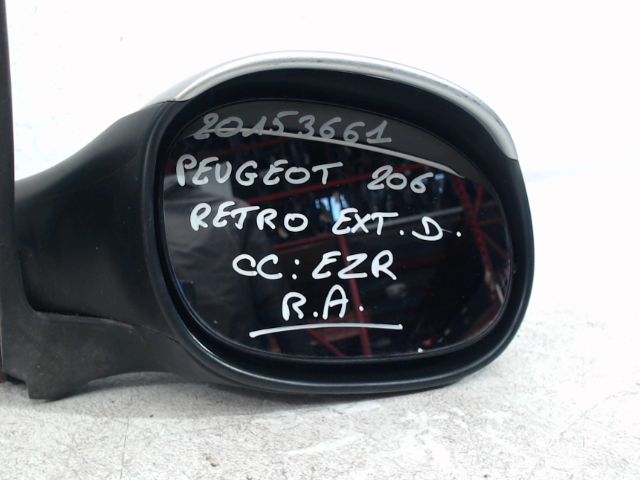 20153661
PEUGEOT 206
RETRO EXT.D.
CC: EZR
R.A.